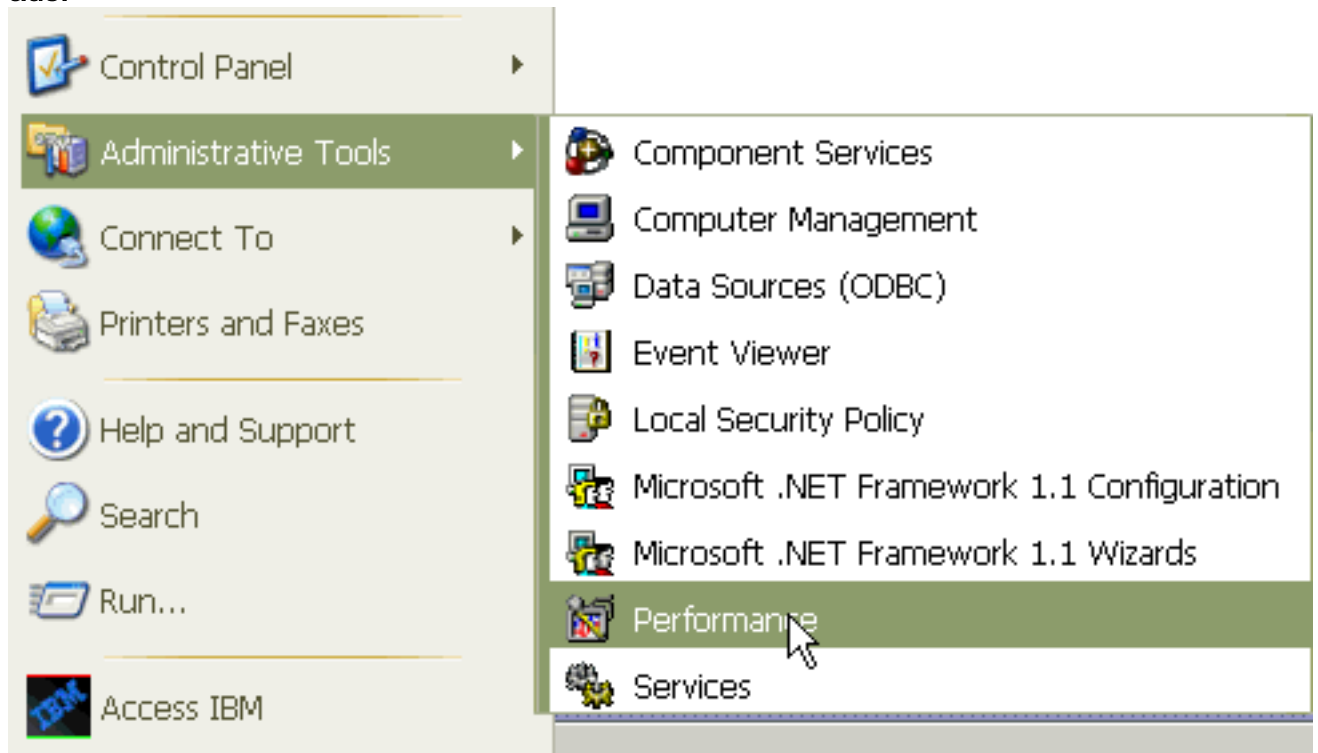 Control Panel
Administrative Tools
Connect To
Printers and Faxes
Help and Support
Search
Run...
IBM
Access IBM
Component Services
Computer Management
Data Sources (ODBC)
Event Viewer
Local Security Policy
Microsoft .NET Framework 1.1 Configuration
Microsoft .NET Framework 1.1 Wizards
Performance
Services